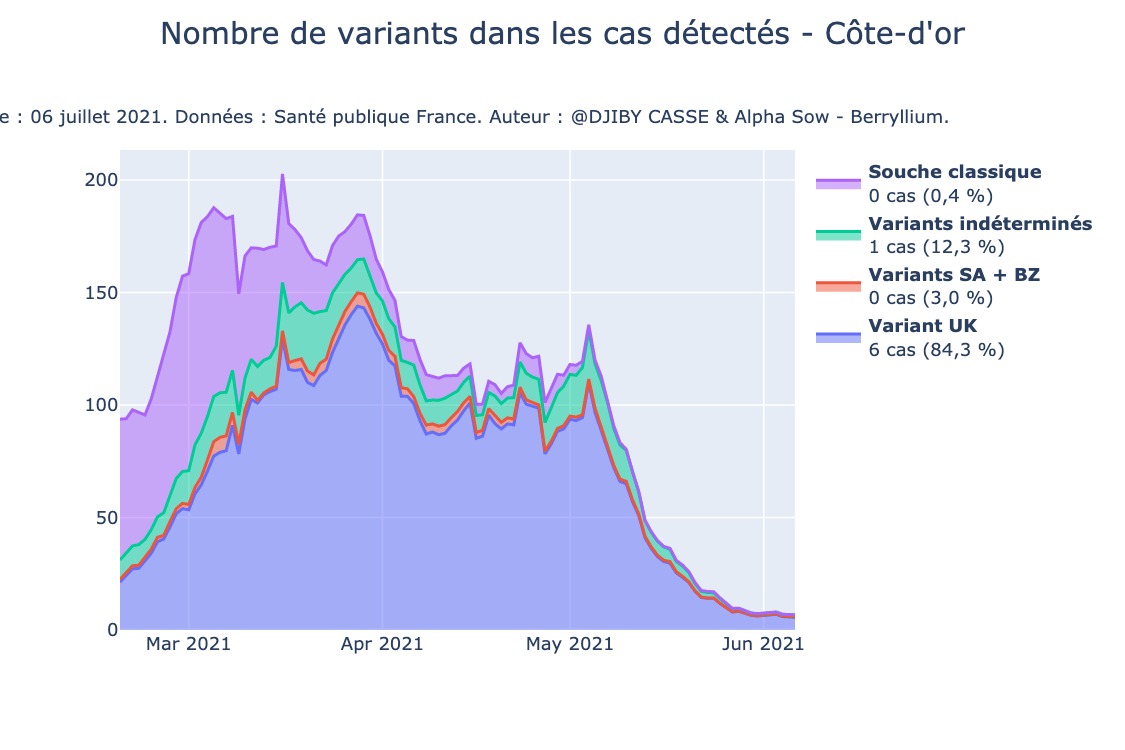 Nombre de variants dans les cas détectés - Côte-d'or
e : 06 juillet 2021. Données : Santé publique France. Auteur : @DJIBY CASSE & Alpha Sow - Berryllium.
200
150
100
50
0
Mar 2021
Apr 2021
May 2021
Jun 2021
Souche classique
0 cas (0,4 %)
Variants indéterminés
1 cas (12,3 %)
Variants SA + BZ
0 cas (3,0 %)
Variant UK
6 cas (84,3 %)